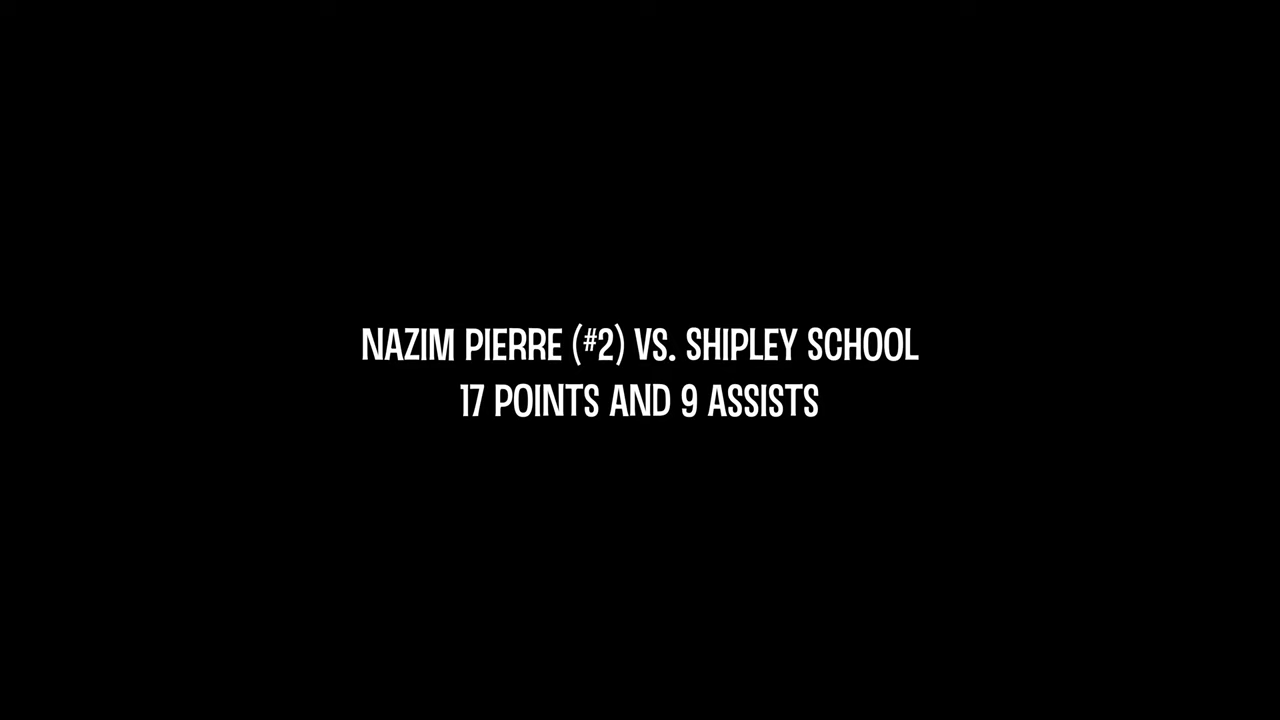 NAZIM PIERRE (#2) VS. SHIPLEY SCHOOL
17 POINTS AND 9 ASSISTS